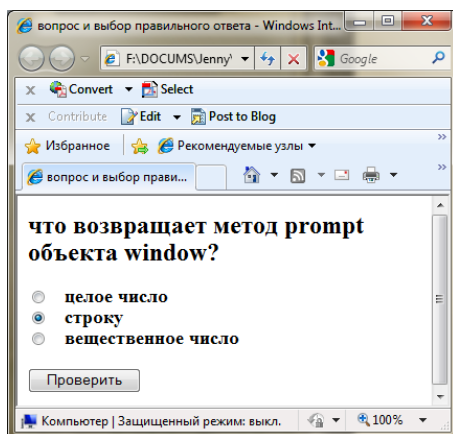 вопрос и выбор правильного ответа - Windows Int...
F:\DOCUMS\Jenny' Google
x Convert Select
x Contribute Edit Post to Blog
Избранное Рекомендуемые узлы
вопрос и выбор прави...
что возвращает метод prompt
объекта window?
целое число
строку
вещественное число
Проверить
Компьютер | Защищенный режим: выкл. 100%